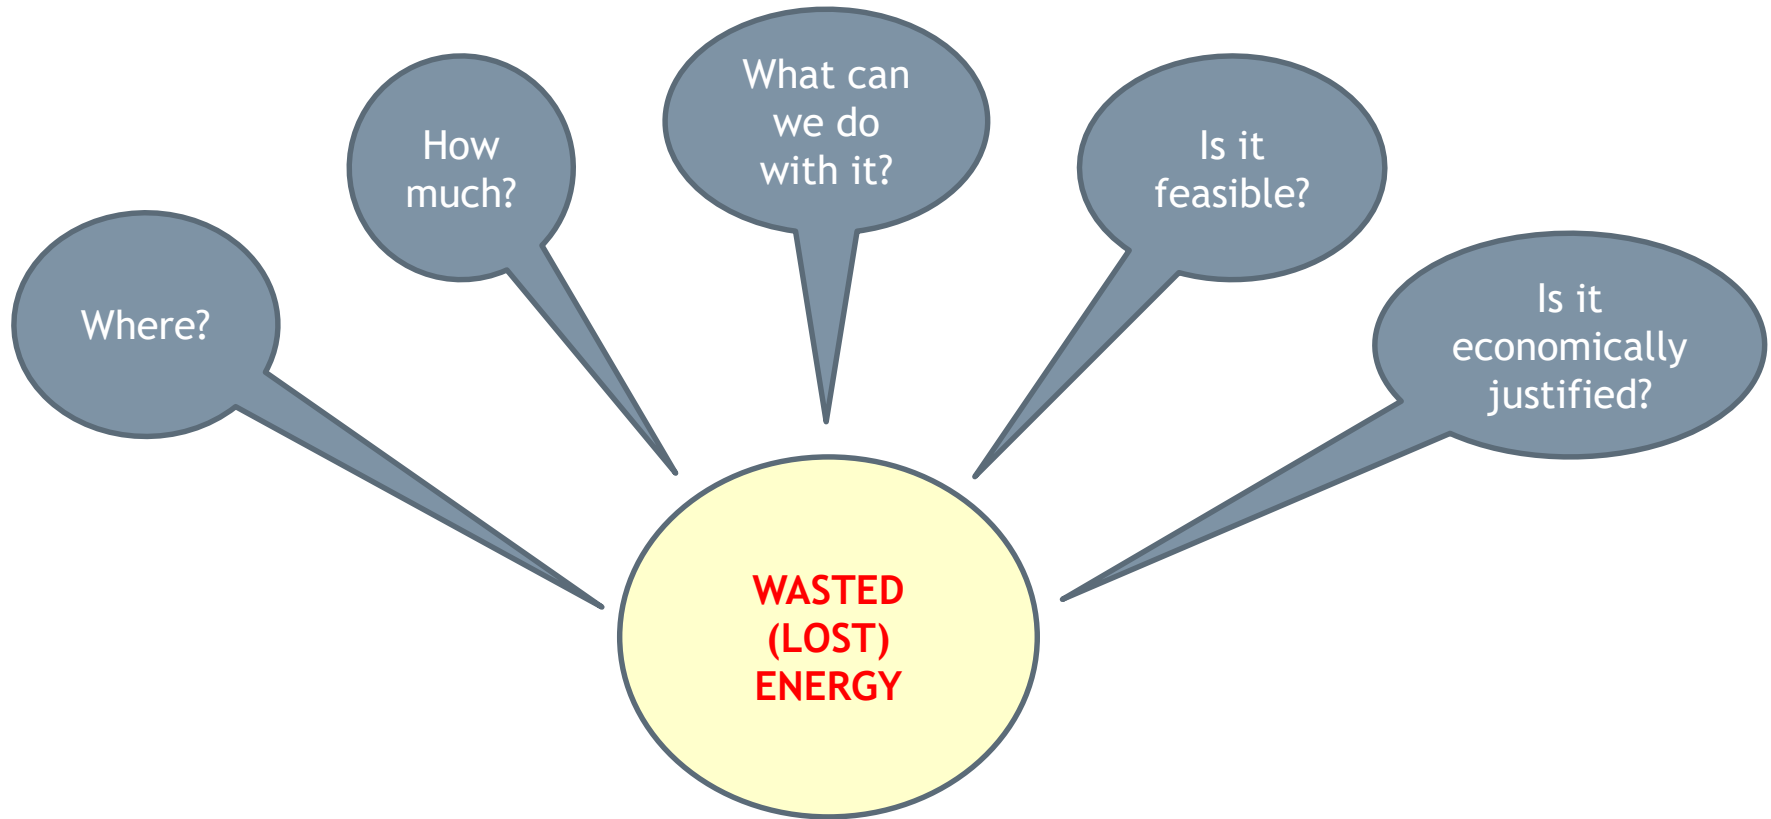 Where?
How
much?
What can
we do
with it?
Is it
feasible?
Is it
economically
justified?
WASTED
(LOST)
ENERGY